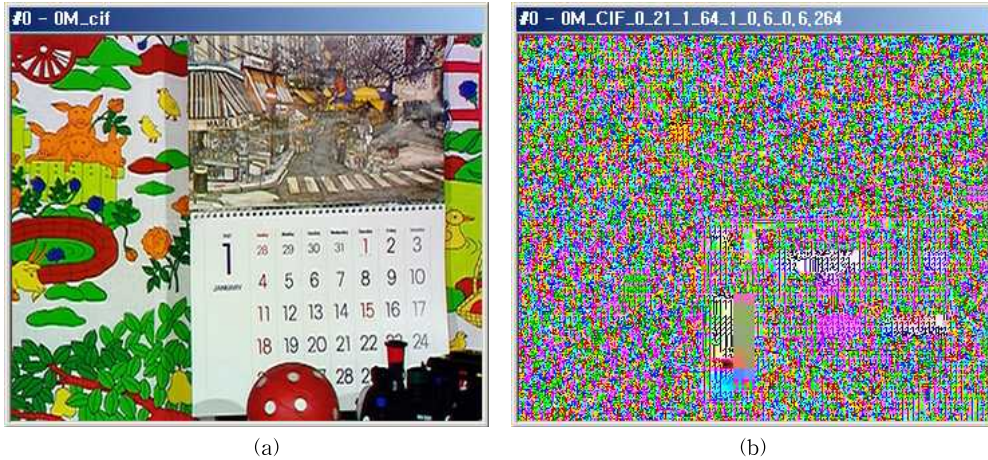 #0 - 0M_cif
#0 - 0M_CIF_0_21_1_64_1_0,6_0,6,264
1
JANUARY
28 29 30 31 1 2 3
4 5 6 7 8 9 10
11 12 13 14 15 16 17
18 19 20 21 22 24
28
(a)
(b)